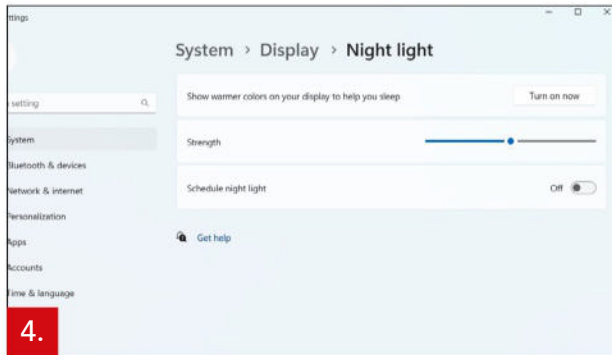 ttings
System > Display > Night light
Show warmer colors on your display to help you sleep
Turn on now
setting
System
Strength
Bluetooth & devices
Network & internet
Schedule night light
Off
Personalization
Apps
Get help
Accounts
Time & language
4.